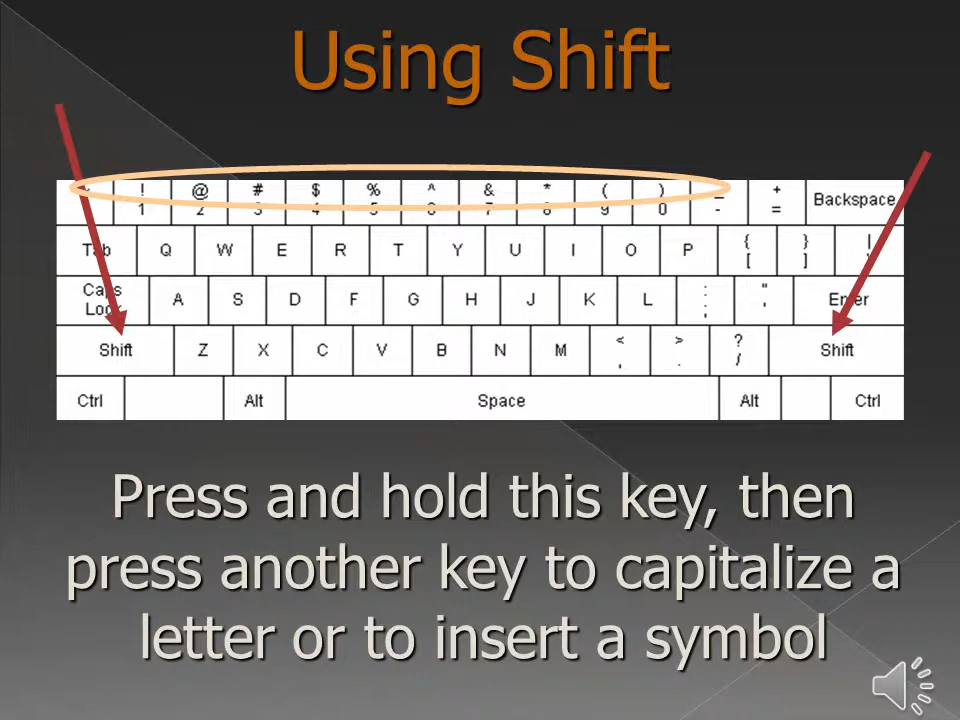 Using Shift
! @ # $ % ^ & * ( ) _ +
1 2 3 4 5 6 7 8 9 0 - = Backspace
Tab Q W E R T Y U I O P { } |
[ ]
Caps Lock A S D F G H J K L : " Enter
; '
Shift Z X C V B N M < > ? Shift
, . /
Ctrl Alt Space Alt Ctrl
Press and hold this key, then
press another key to capitalize a
letter or to insert a symbol